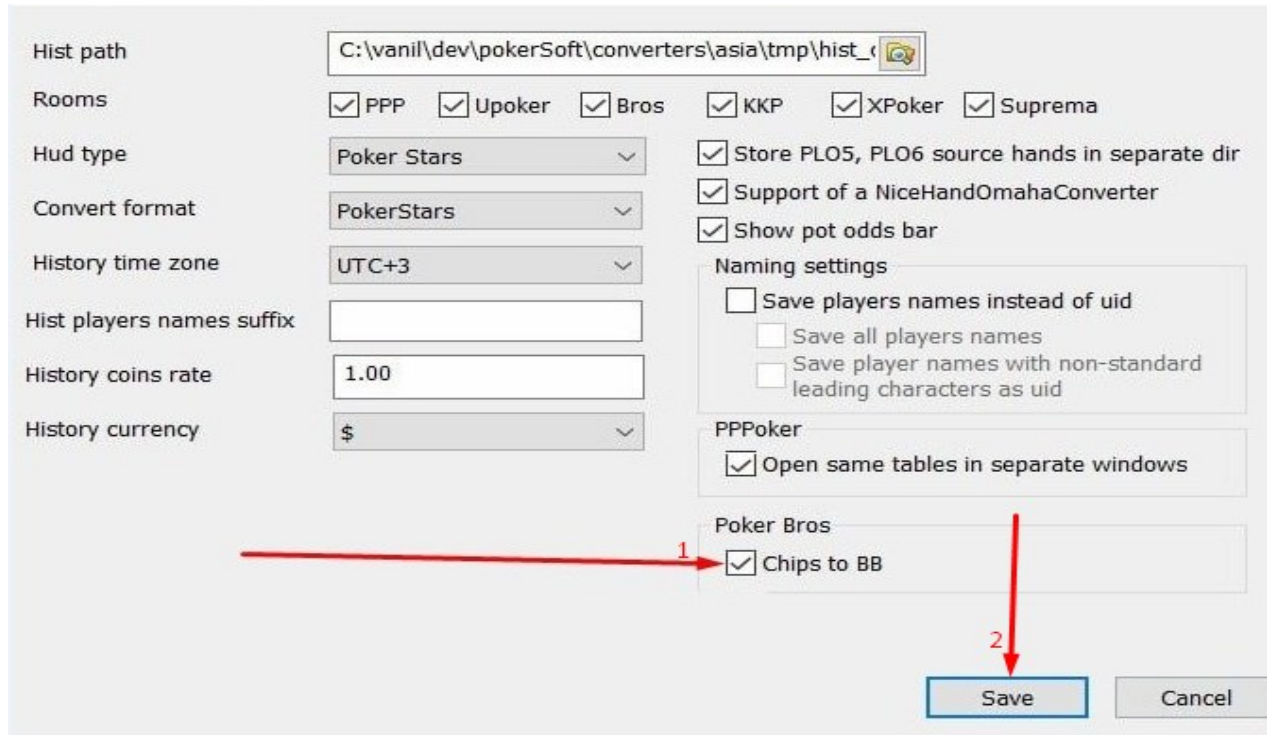 Hist path
C:\vanil\dev\pokerSoft\converters\asia\tmp\hist_
Rooms
PPP Upoker Bros KKP XPoker Suprema
Hud type
Poker Stars
Store PLO5, PLO6 source hands in separate dir
Support of a NiceHandOmahaConverter
Convert format
PokerStars
Show pot odds bar
History time zone
UTC+3
Naming settings
Save players names instead of uid
Hist players names suffix
Save all players names
Save player names with non-standard
leading characters as uid
History coins rate
1.00
History currency
$
PPPoker
Open same tables in separate windows
Poker Bros
1
Chips to BB
2
Save
Cancel